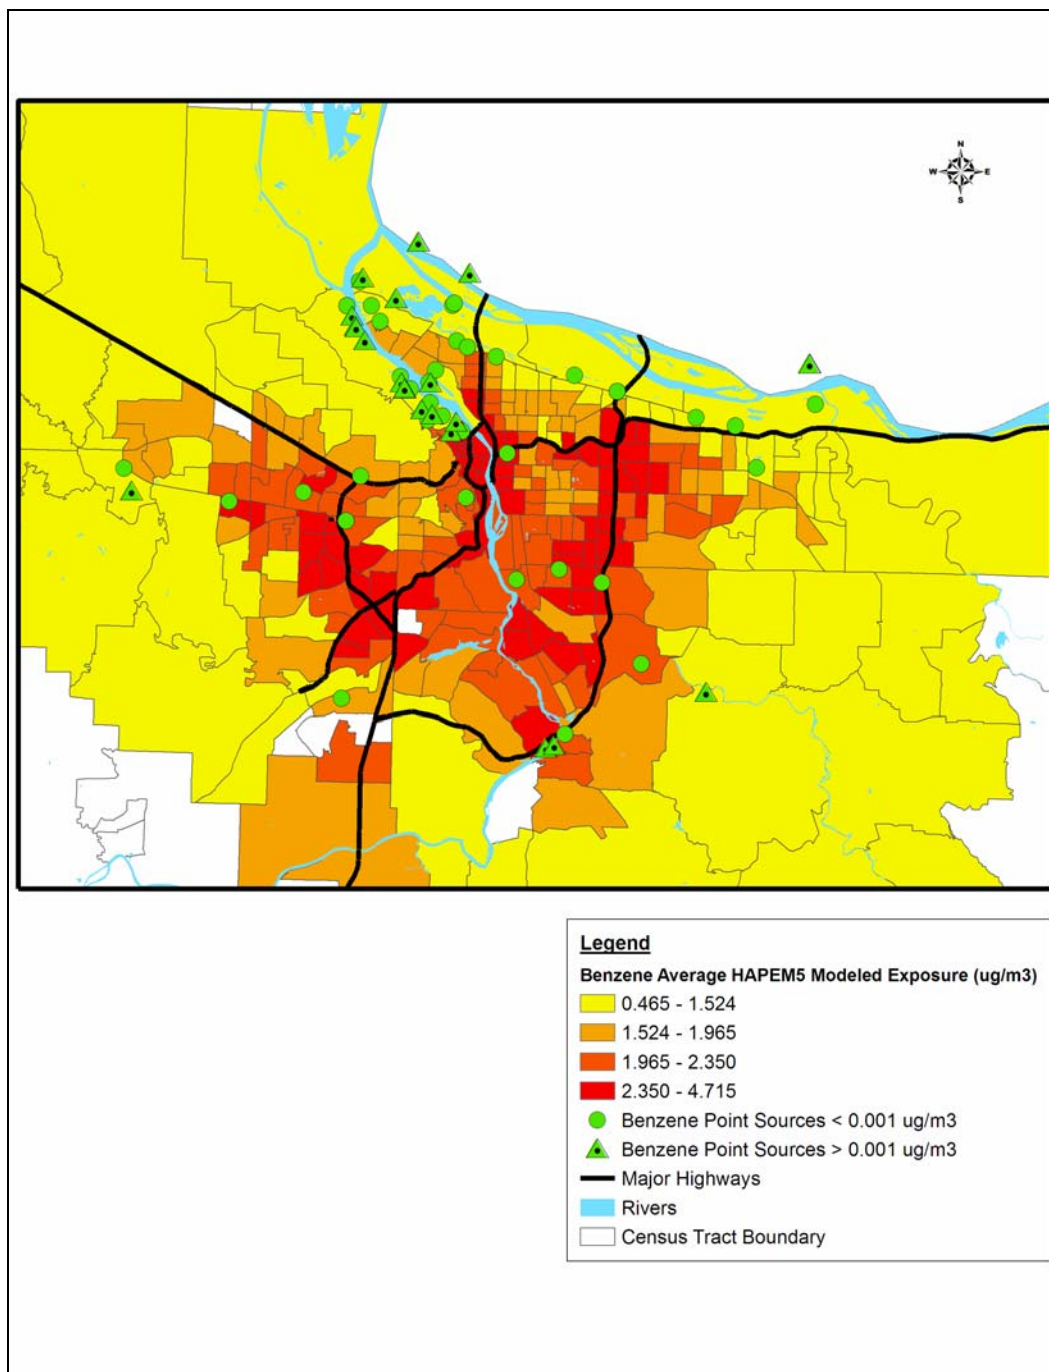 N
W E
S
Legend
Benzene Average HAPEM5 Modeled Exposure (ug/m3)
0.465 - 1.524
1.524 - 1.965
1.965 - 2.350
2.350 - 4.715
Benzene Point Sources < 0.001 ug/m3
Benzene Point Sources > 0.001 ug/m3
Major Highways
Rivers
Census Tract Boundary